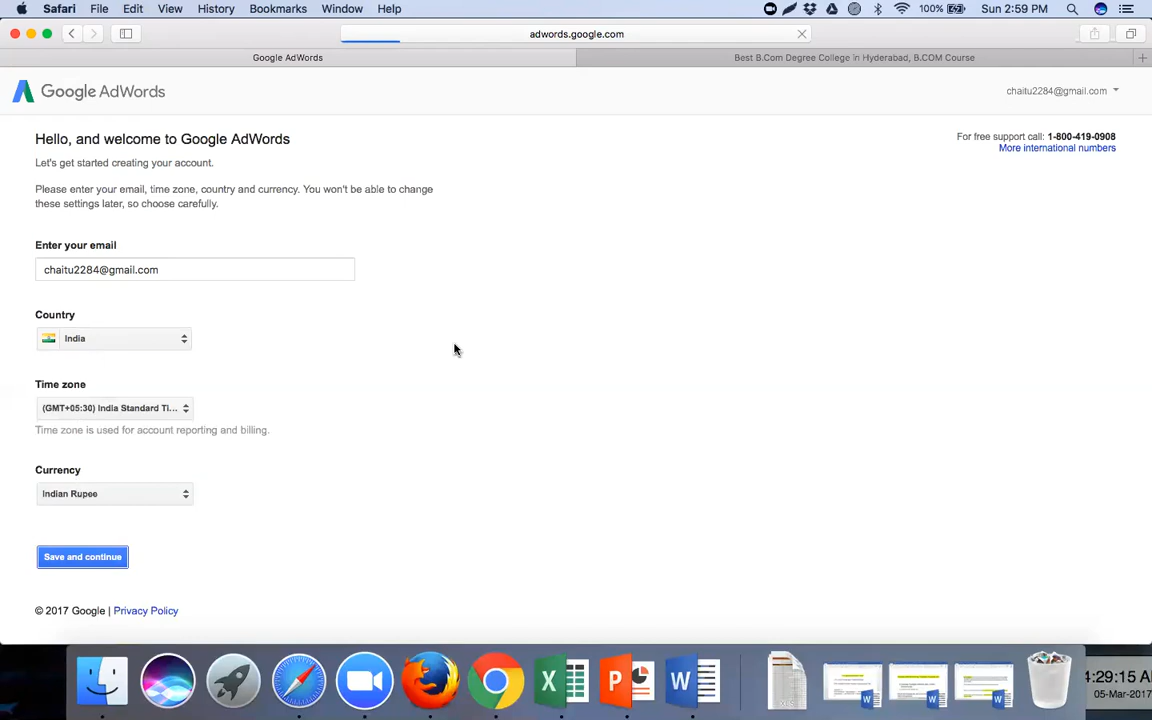 Safari File Edit View History Bookmarks Window Help 100% Sun 2:59 PM
adwords.google.com
Google AdWords Best B.Com Degree College in Hyderabad, B.COM Course
Google AdWords chaitu2284@gmail.com
Hello, and welcome to Google AdWords
For free support call: 1-800-419-0908
More international numbers
Let's get started creating your account.
Please enter your email, time zone, country and currency. You won't be able to change
these settings later, so choose carefully.
Enter your email
chaitu2284@gmail.com
Country
India
Time zone
(GMT+05:30) India Standard Ti...
Time zone is used for account reporting and billing.
Currency
Indian Rupee
Save and continue
© 2017 Google | Privacy Policy
4:29:15
05-Mar-2017